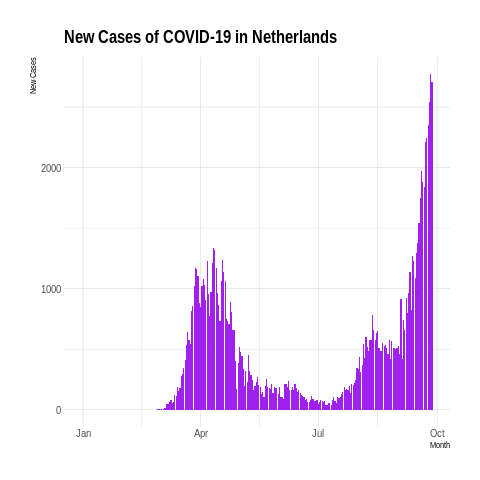 New Cases of COVID-19 in Netherlands
New Cases
2000
1000
0
Jan Apr Jul Oct
Month